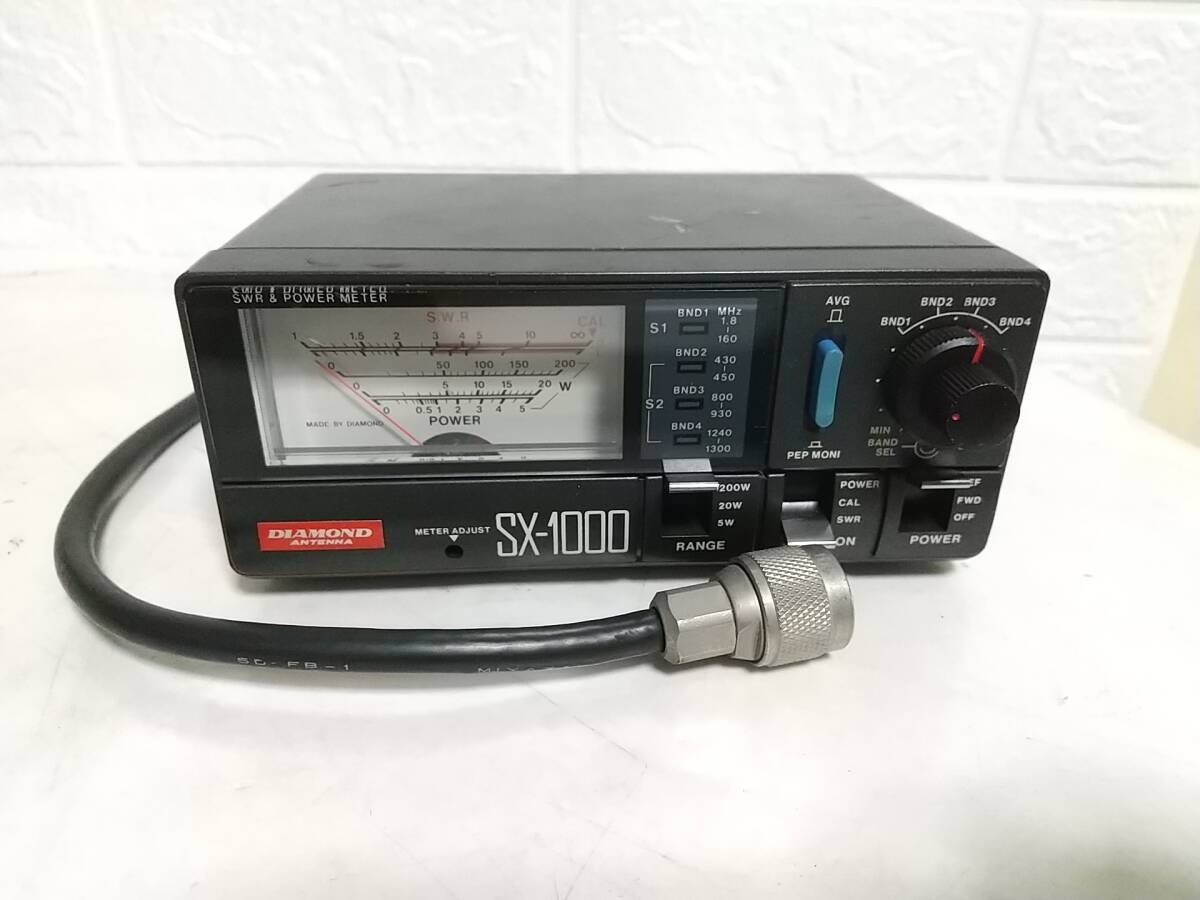 SWR & POWER METER
S.W.R
CAL
1 1.5 2 3 4 5 10 ∞
0 50 100 150 200
0 5 10 15 20 W
0 0.5 1 2 3 4 5
MADE BY DIAMOND
POWER
S1
BND1
MHz
1.8
160
S2
BND2
430
450
BND3
800
930
BND4
1240
1300
AVG
PEP MONI
BND1 BND2 BND3 BND4
MIN
BAND
SEL
DIAMOND
ANTENNA
METER ADJUST
SX-1000
200W
20W
5W
RANGE
POWER
CAL
SWR
ON
FWD
OFF
POWER